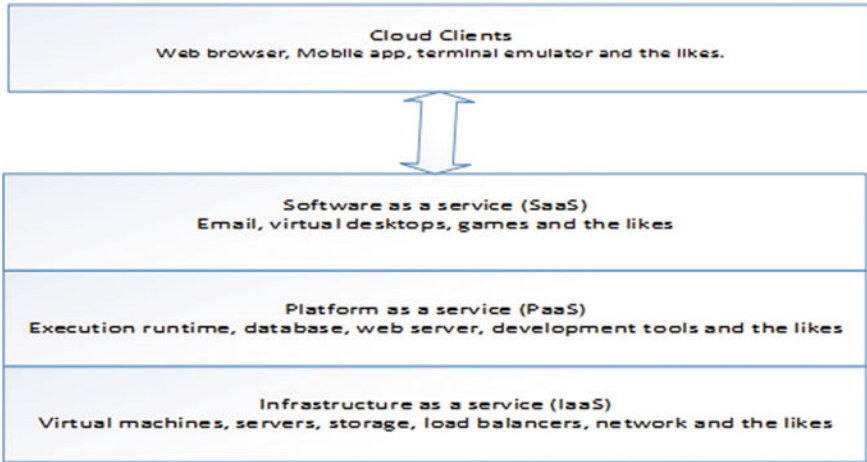 Cloud Clients
Web browser, Mobile app, terminal emulator and the likes.
Software as a service (SaaS)
Email, virtual desktops, games and the likes
Platform as a service (PaaS)
Execution runtime, database, web server, development tools and the likes
Infrastructure as a service (IaaS)
Virtual machines, servers, storage, load balancers, network and the likes